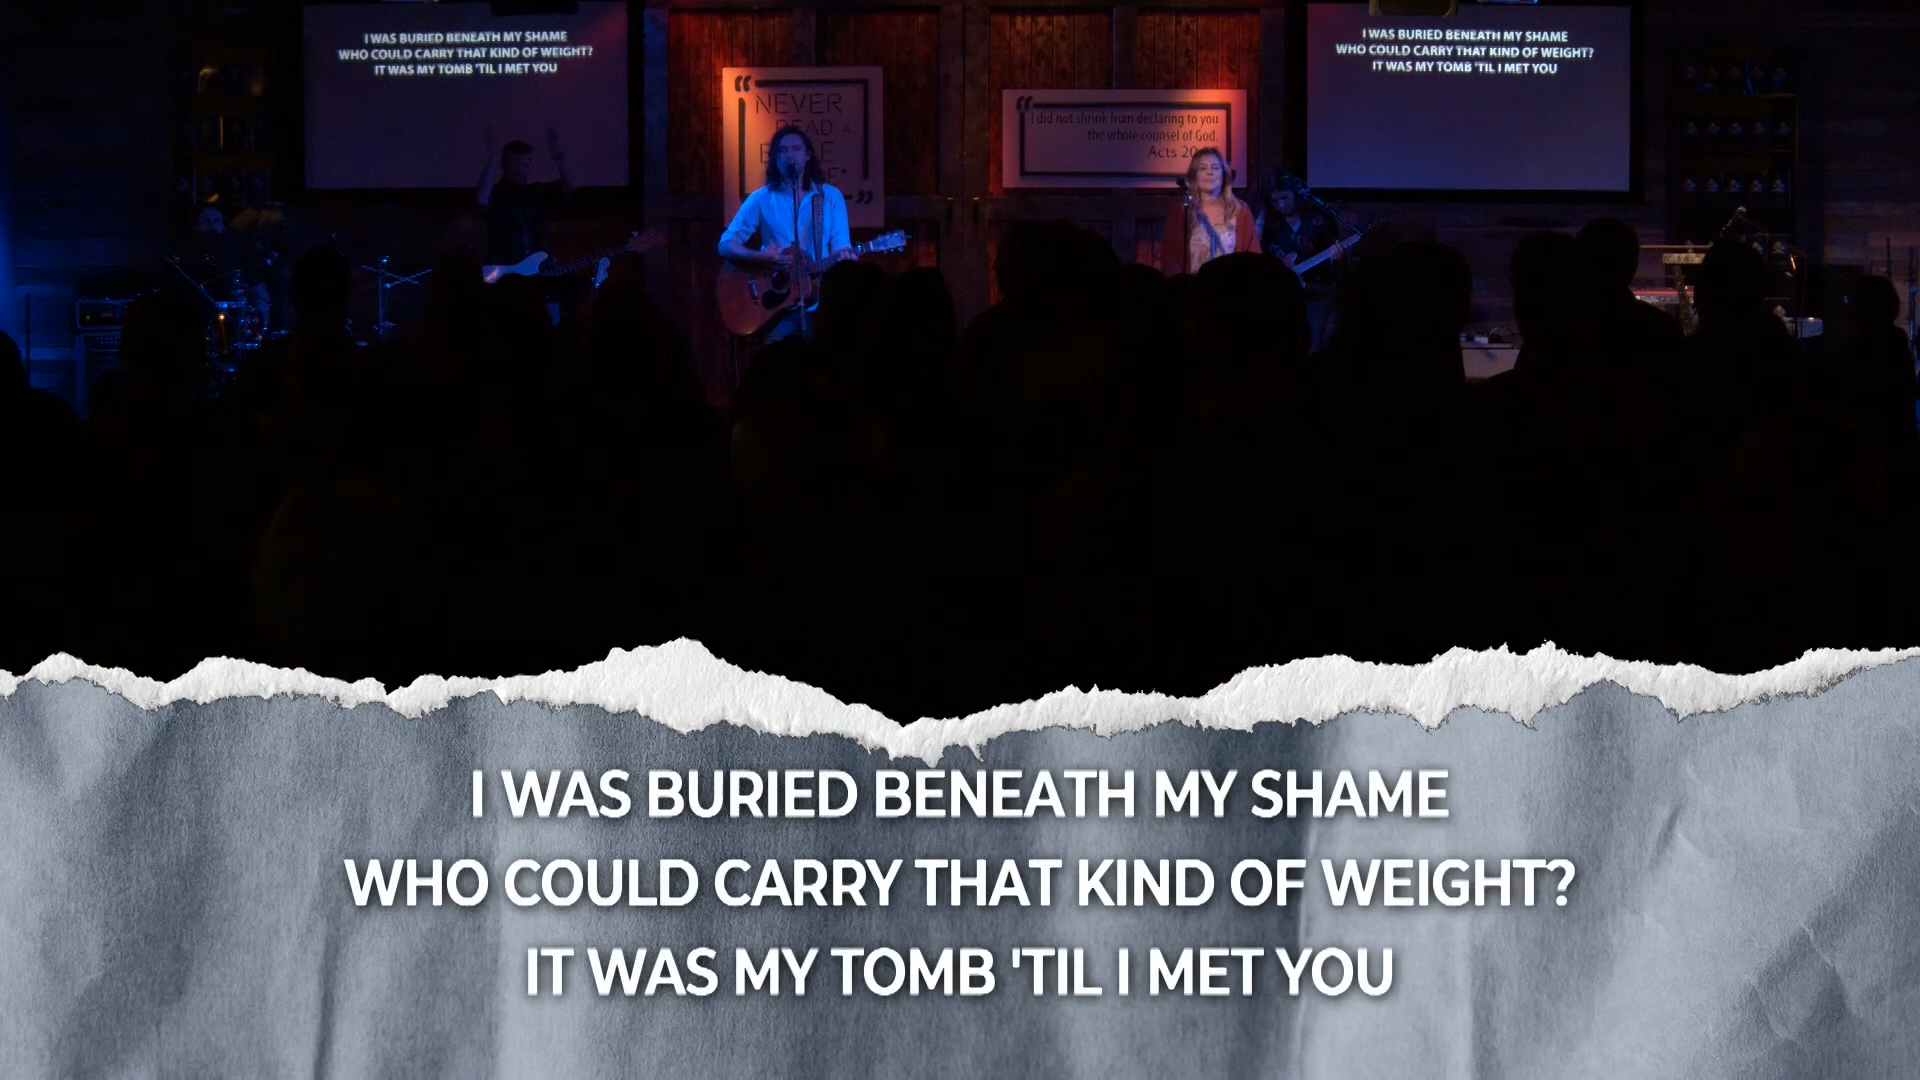 I WAS BURIED BENEATH MY SHAME
WHO COULD CARRY THAT KIND OF WEIGHT?
IT WAS MY TOMB 'TIL I MET YOU
I WAS BURIED BENEATH MY SHAME
WHO COULD CARRY THAT KIND OF WEIGHT?
IT WAS MY TOMB 'TIL I MET YOU
“NEVER
READ A
”
“I did not shrink from declaring to you
the whole counsel of God.
Acts
I WAS BURIED BENEATH MY SHAME
WHO COULD CARRY THAT KIND OF WEIGHT?
IT WAS MY TOMB 'TIL I MET YOU